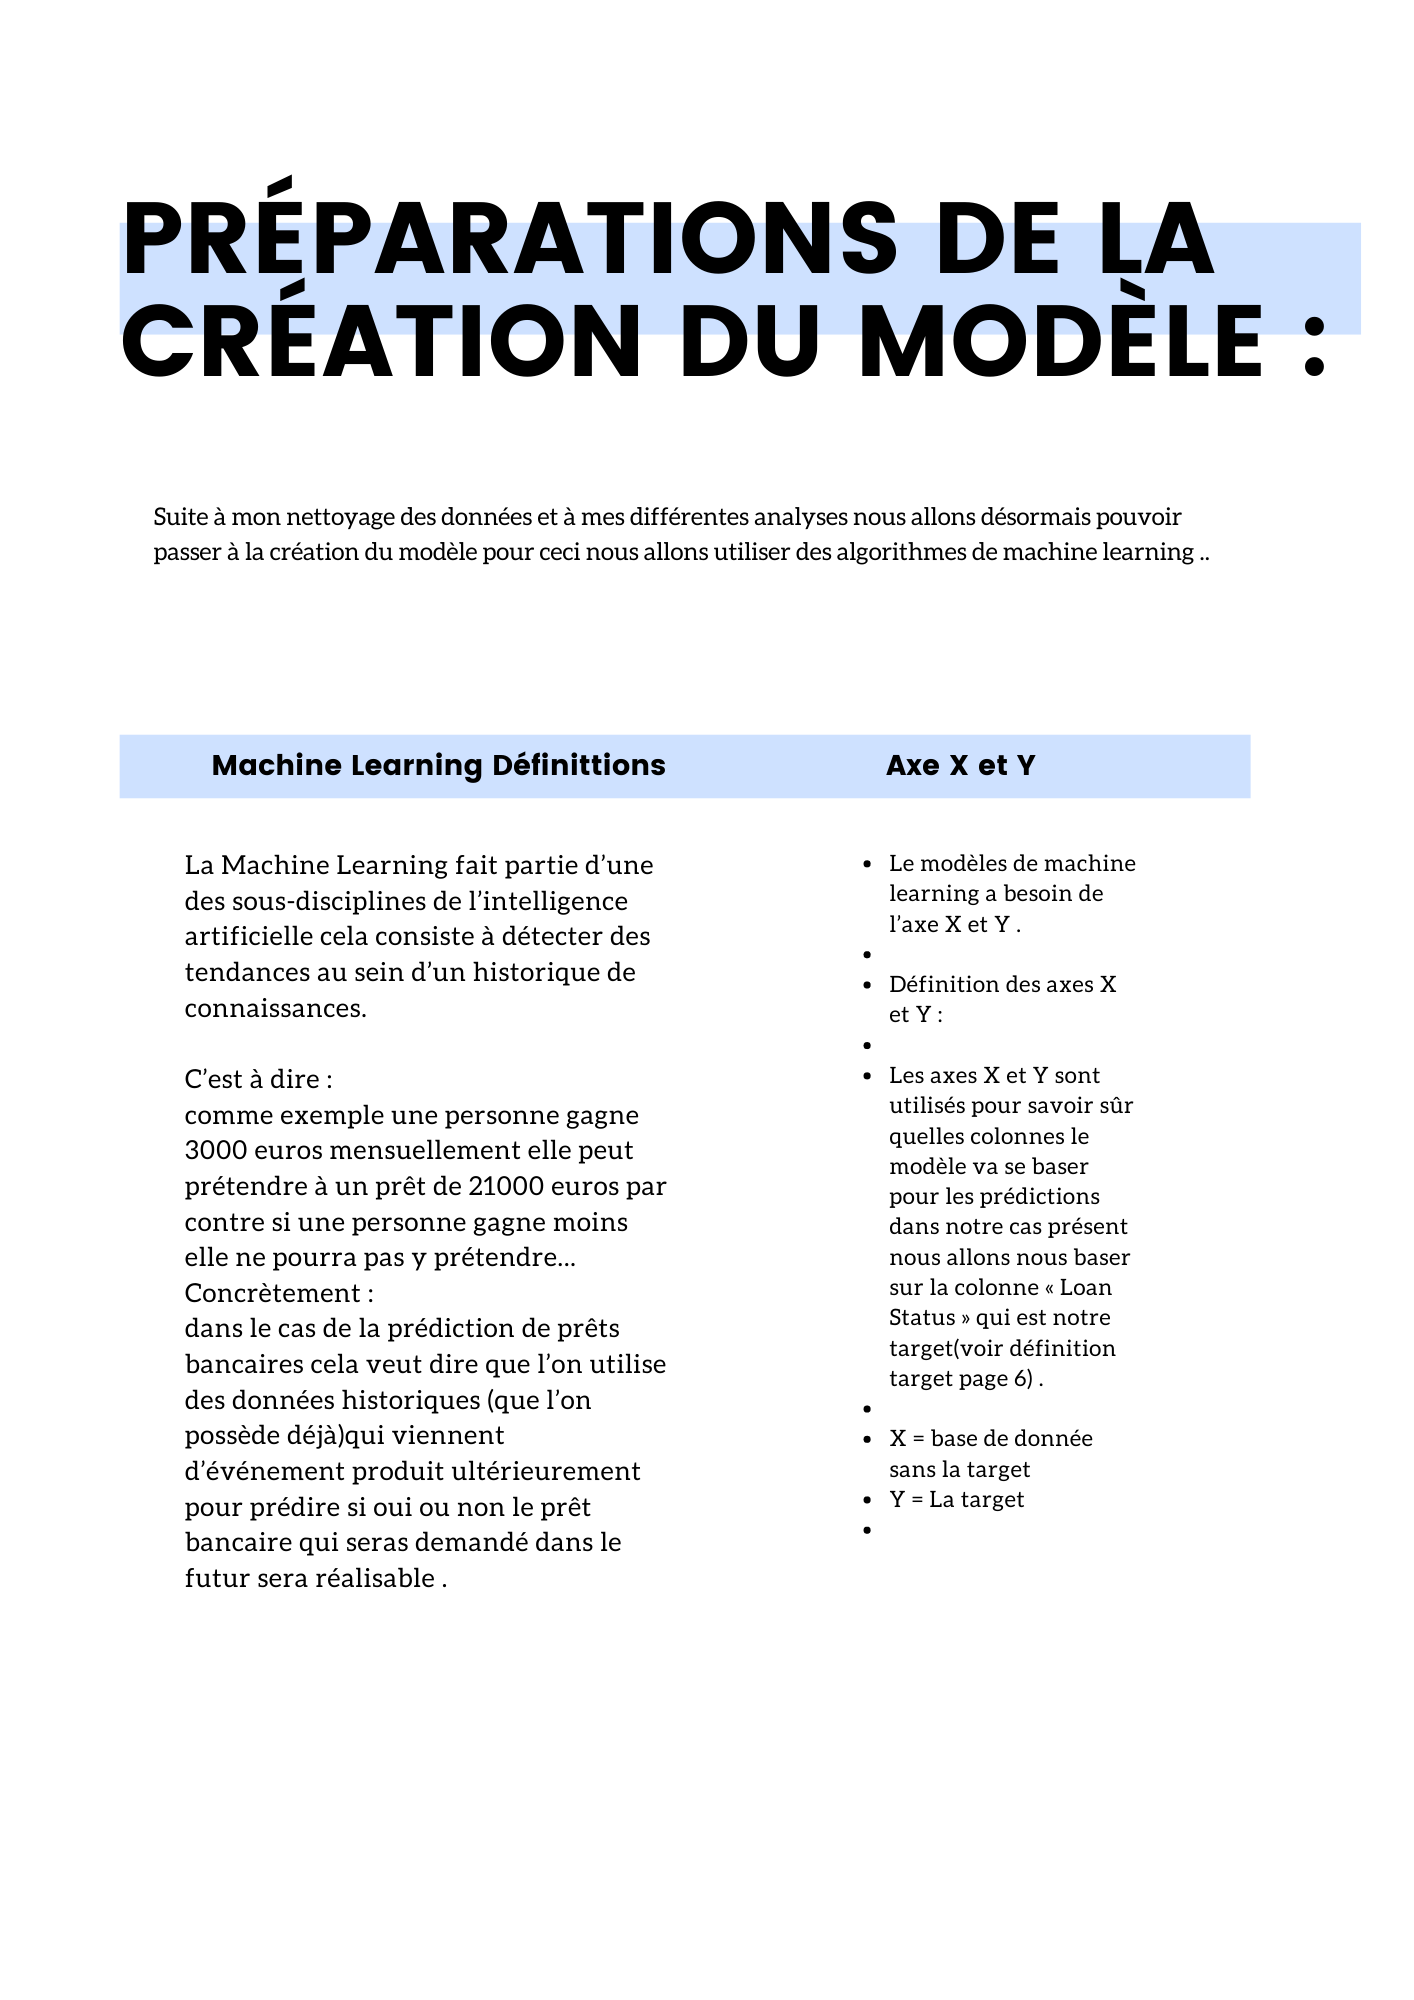 PRÉPARATIONS DE LA
CRÉATION DU MODÈLE :
Suite à mon nettoyage des données et à mes différentes analyses nous allons désormais pouvoir
passer à la création du modèle pour ceci nous allons utiliser des algorithmes de machine learning ..
Machine Learning Définittions
La Machine Learning fait partie d’une
des sous-disciplines de l’intelligence
artificielle cela consiste à détecter des
tendances au sein d’un historique de
connaissances.
C’est à dire :
comme exemple une personne gagne
3000 euros mensuellement elle peut
prétendre à un prêt de 21000 euros par
contre si une personne gagne moins
elle ne pourra pas y prétendre...
Concrètement :
dans le cas de la prédiction de prêts
bancaires cela veut dire que l’on utilise
des données historiques (que l’on
possède déjà)qui viennent
d’événement produit ultérieurement
pour prédire si oui ou non le prêt
bancaire qui seras demandé dans le
futur sera réalisable .
Axe X et Y
• Le modèles de machine
learning a besoin de
l’axe X et Y .
•
• Définition des axes X
et Y :
•
• Les axes X et Y sont
utilisés pour savoir sûr
quelles colonnes le
modèle va se baser
pour les prédictions
dans notre cas présent
nous allons nous baser
sur la colonne « Loan
Status » qui est notre
target(voir définition
target page 6) .
•
• X = base de donnée
sans la target
• Y = La target
•